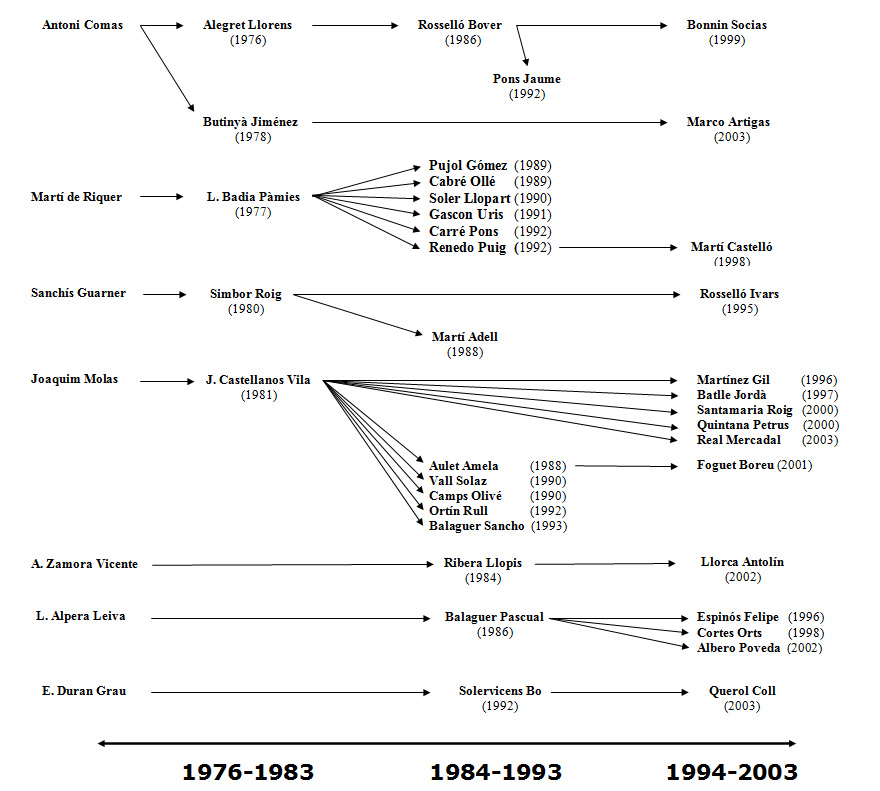 Antoni Comas Alegret Llorens Rosselló Bover Bonnin Socias
(1976) (1986) (1999)
Pons Jaume
(1992)
Butinyà Jiménez Marco Artigas
(1978) (2003)
Pujol Gómez (1989)
Cabré Ollé (1989)
Martí de Riquer L. Badia Pàmies Soler Llopart (1990)
(1977) Gascon Uris (1991)
Carré Pons (1992)
Renedo Puig (1992) Martí Castelló
(1998)
Sanchís Guarner Simbor Roig Rosselló Ivars
(1980) (1995)
Martí Adell
(1988)
Joaquim Molas J. Castellanos Vila Martínez Gil (1996)
(1981) Batlle Jordà (1997)
Santamaria Roig (2000)
Quintana Petrus (2000)
Real Mercadal (2003)
Aulet Amela (1988) Foguet Boreu (2001)
Vall Solaz (1990)
Camps Olivé (1990)
Ortín Rull (1992)
Balaguer Sancho (1993)
A. Zamora Vicente Ribera Llopis Llorca Antolín
(1984) (2002)
L. Alpera Leiva Balaguer Pascual Espinós Felipe (1996)
(1986) Cortes Orts (1998)
Albero Poveda (2002)
E. Duran Grau Solervicens Bo Querol Coll
(1992) (2003)
1976-1983 1984-1993 1994-2003